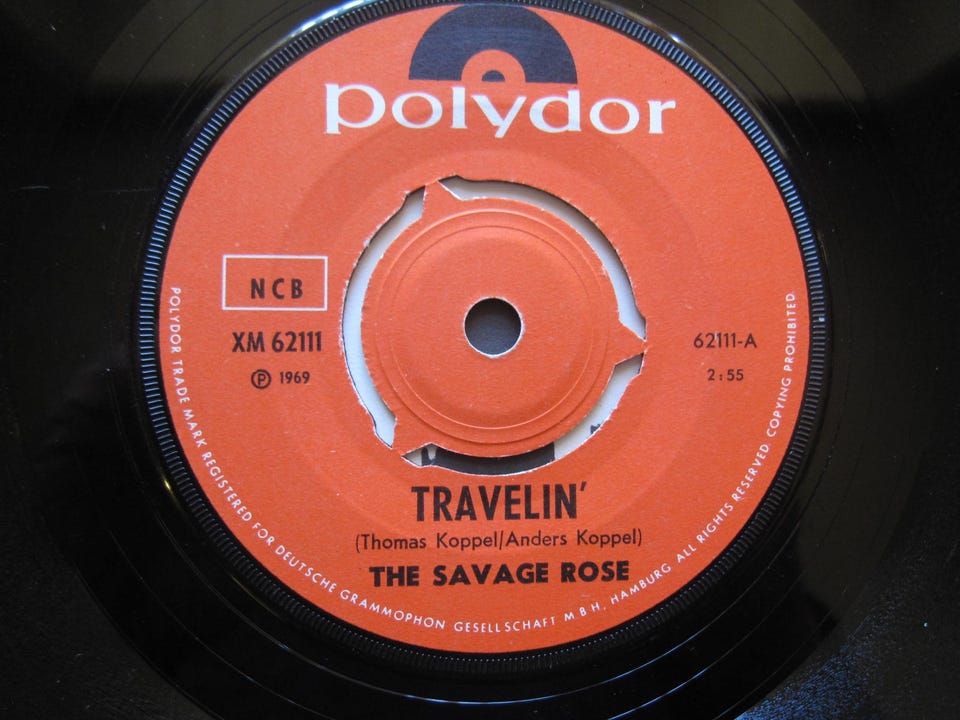 polydor
NCB
XM 62111
℗ 1969
62111-A
2:55
TRAVELIN'
(Thomas Koppel/Anders Koppel)
THE SAVAGE ROSE
POLYDOR TRADE MARK REGISTERED FOR DEUTSCHE GRAMMOPHON GESELLSCHAFT M B H, HAMBURG ALL RIGHTS RESERVED. COPYING PROHIBITED.